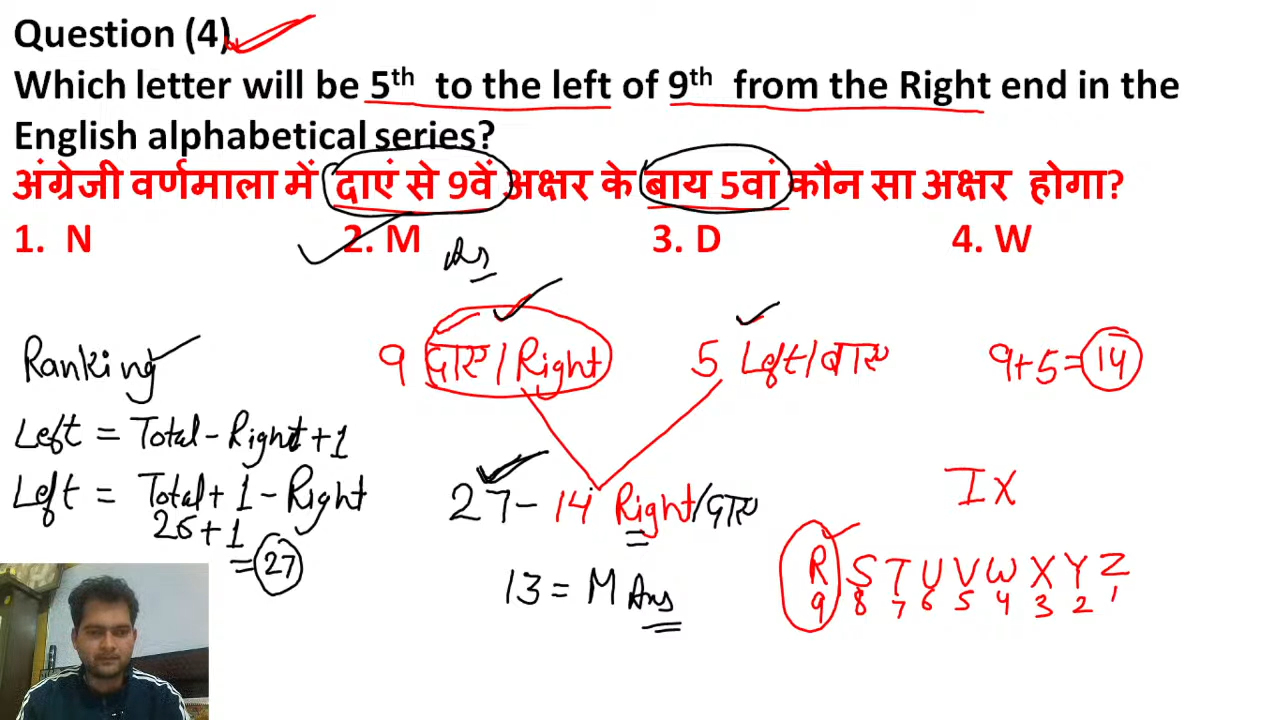 Question (4)
Which letter will be 5th to the left of 9th from the Right end in the
English alphabetical series?
अंग्रेजी वर्णमाला में दाएं से 9वें अक्षर के बाय 5वां कौन सा अक्षर होगा?
1. N 2. M 3. D 4. W
Ans
Ranking 9 दाए/Right 5 Left/बाए 9+5=14
Left = Total-Right+1
Left = Total+1-Right 27-14 Right/दाए IX
26+1
=27
R S T U V W X Y Z
13=M Ans 9 8 7 6 5 4 3 2 1